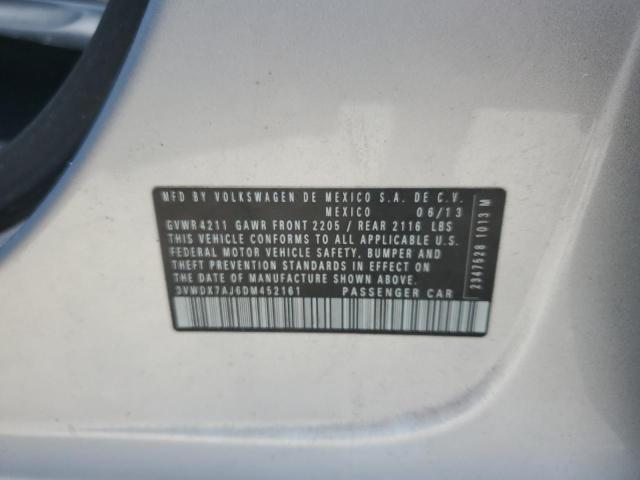 MFD BY VOLKSWAGEN DE MEXICO S.A. DE C.V.
MEXICO 06/13
GVWR 4211 GAWR FRONT 2205 / REAR 2116 LBS
THIS VEHICLE CONFORMS TO ALL APPLICABLE
FEDERAL MOTOR VEHICLE SAFETY, BUMPER AND
THEFT PREVENTION STANDARDS IN EFFECT ON
THE DATE OF MANUFACTURE SHOWN ABOVE.
3VWDX7AJ6DM452161 PASSENGER CAR
2347528 1013 M